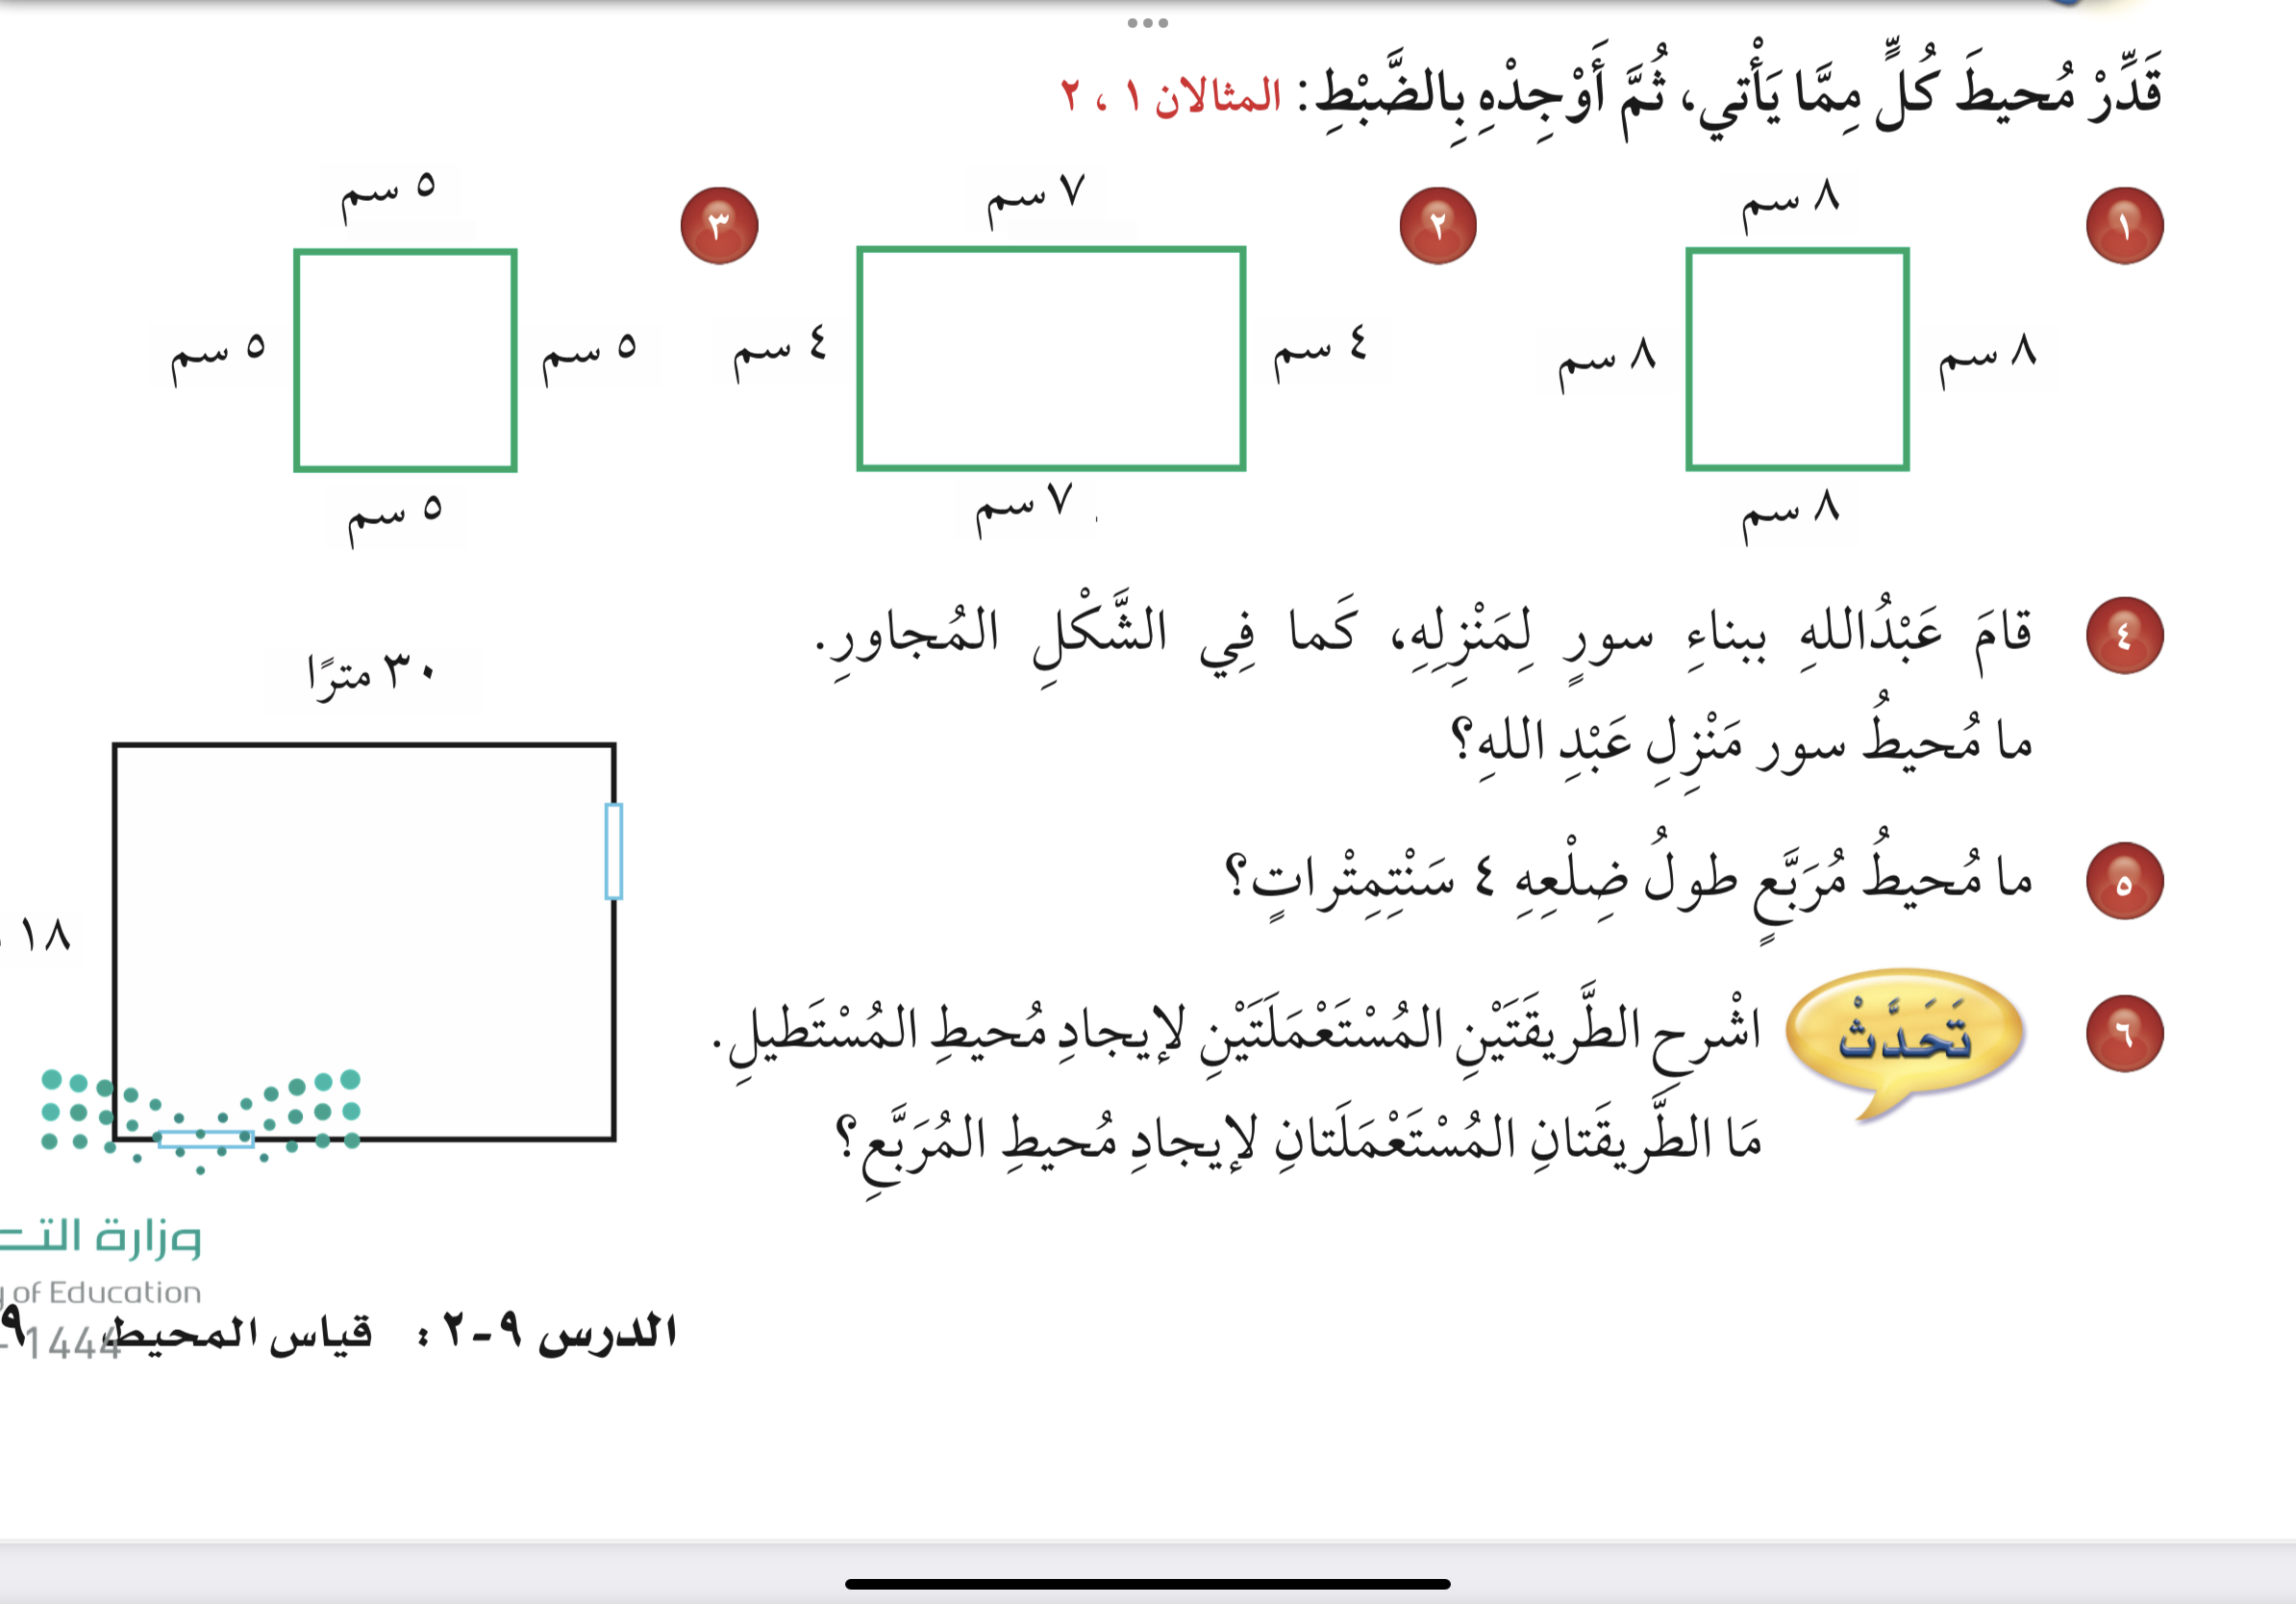 قَدِّرْ مُحيطَ كُلٍّ مِمَّا يَأْتي، ثُمَّ أَوْجِدْهِ بِالضَّبْطِ: المثالان ١ ، ٢
١
٨ سم
٨ سم
٨ سم
٨ سم
٢
٧ سم
٤ سم
٤ سم
٧ سم
٣
٥ سم
٥ سم
٥ سم
٥ سم
٤ قامَ عَبْدُاللهِ ببناءِ سورٍ لِمَنْزِلِهِ، كَما فِي الشَّكْلِ المُجاورِ.
ما مُحيطُ سور مَنْزِلِ عَبْدِ اللهِ؟
٣٠ مترًا
١٨
٥ ما مُحيطُ مُرَبَّعٍ طولُ ضِلْعِهِ ٤ سَنْتِمِتْراتٍ؟
٦ تَحَدَّثْ اشْرحِ الطَّريقَتَيْنِ المُسْتَعْمَلَتَيْنِ لإيجادِ مُحيطِ المُسْتَطيلِ.
مَا الطَّريقَتانِ المُسْتَعْمَلَتانِ لإيجادِ مُحيطِ المُرَبَّعِ؟
وزارة
of Education
1444
الدرس ٩-٢ : قياس المحيط ٩